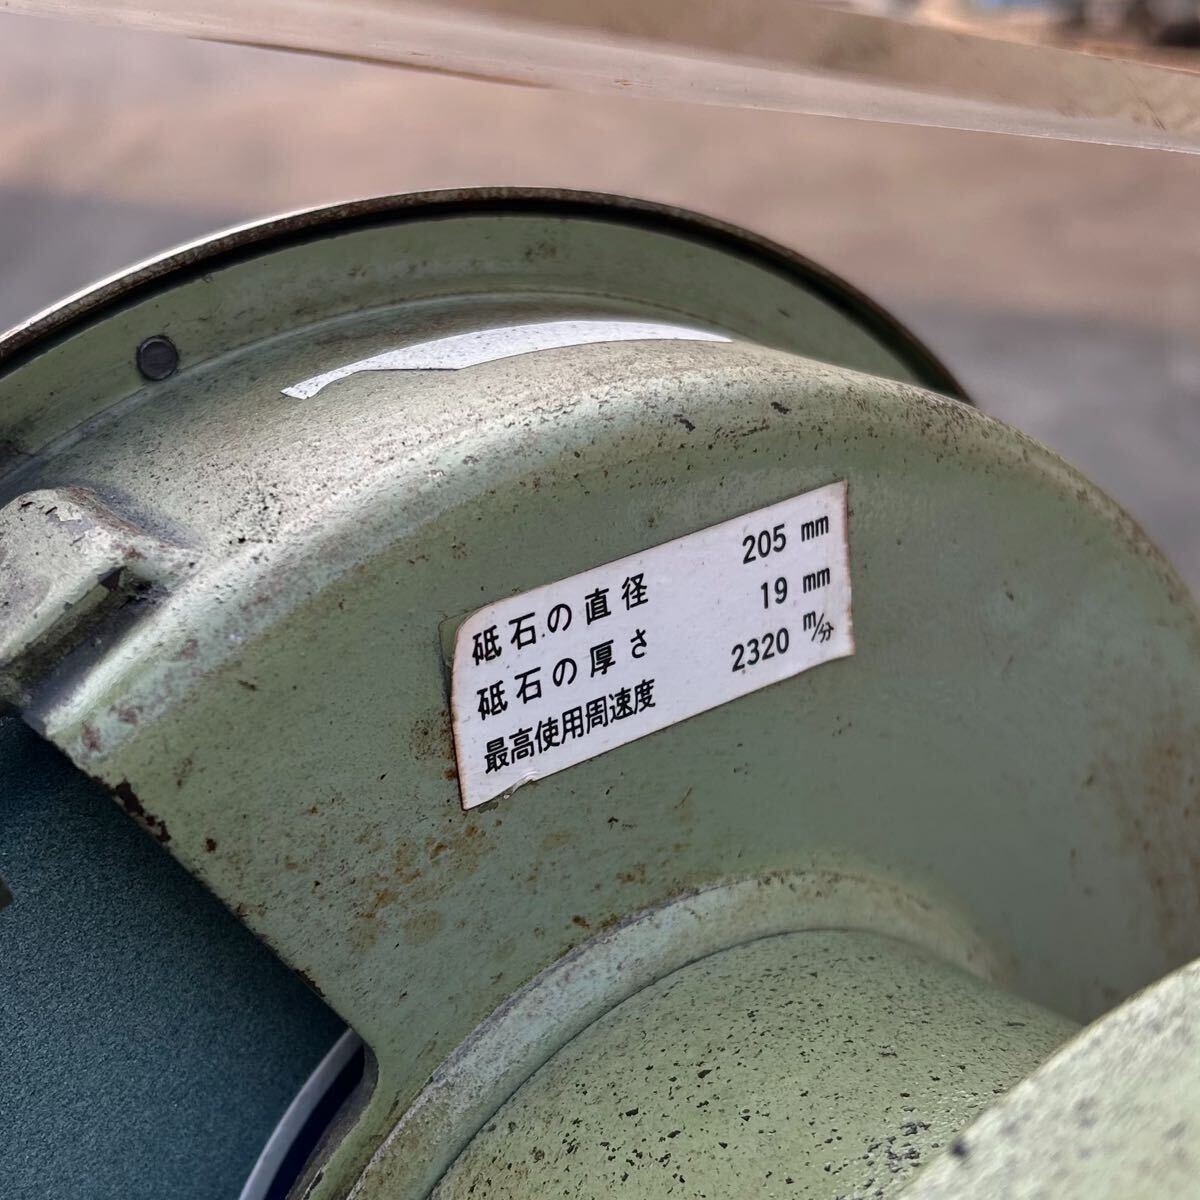 砥石の直径 205 mm
砥石の厚さ 19 mm
最高使用周速度 2320 m/分